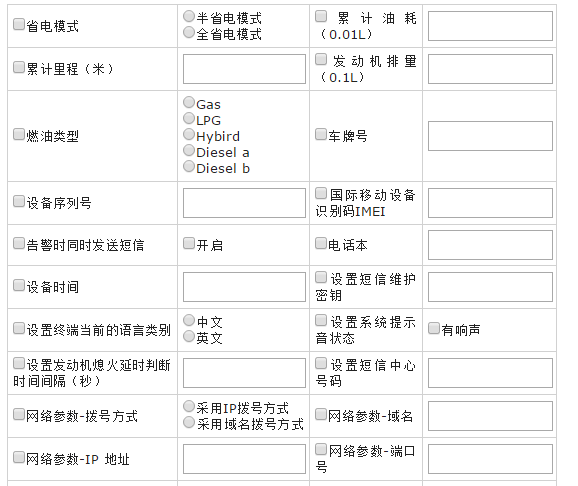 省电模式
半省电模式
全省电模式
累计油耗
（0.01L）
累计里程（米）
发动机排量
（0.1L）
燃油类型
Gas
LPG
Hybird
Diesel a
Diesel b
车牌号
设备序列号
国际移动设备
识别码IMEI
告警时同时发送短信
开启
电话本
设备时间
设置短信维护
密钥
设置终端当前的语言类别
中文
英文
设置系统提示
音状态
有响声
设置发动机熄火延时判断
时间间隔（秒）
设置短信中心
号码
网络参数-拨号方式
采用IP拨号方式
采用域名拨号方式
网络参数-域名
网络参数-IP 地址
网络参数-端口
号